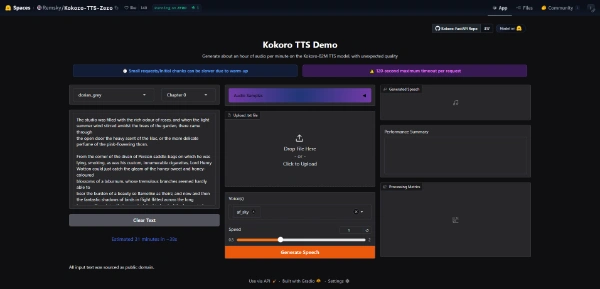 Spaces
Remsky/Kokoro-TTS-Zero
Running on ZERO
App
Files
Community
Kokoro-FastAPI Repo
Model on
Kokoro TTS Demo
Generate about an hour of audio per minute on the Kokoro-82M TTS model with unexpected quality
Small requests/Initial chunks can be slower due to warm-up
120-second maximum timeout per request
dorian_grey
Chapter 0
The studio was filled with the rich odour of roses, and when the light
summer wind stirred amidst the trees of the garden, there came
through
the open door the heavy scent of the lilac, or the more delicate
perfume of the pink-flowering thorn.
From the corner of the divan of Persian saddle-bags on which he was
lying, smoking, as was his custom, innumerable cigarettes, Lord Henry
Wotton could just catch the gleam of the honey-sweet and honey-
coloured
blossoms of a laburnum, whose tremulous branches seemed hardly
able to
bear the burden of a beauty so flamelike as theirs; and now and then
the fantastic shadows of birds in flight flitted across the long
Clear Text
Estimated 31 minutes in ~30s
All input text was sourced as public domain.
Audio Samples
Upload .txt file
Drop File Here
- or -
Click to Upload
Voice(s)
af_sky
Speed
1
0.5
2
Generate Speech
Generated Speech
Performance Summary
Processing Metrics
Use via API
Built with Gradio
Settings